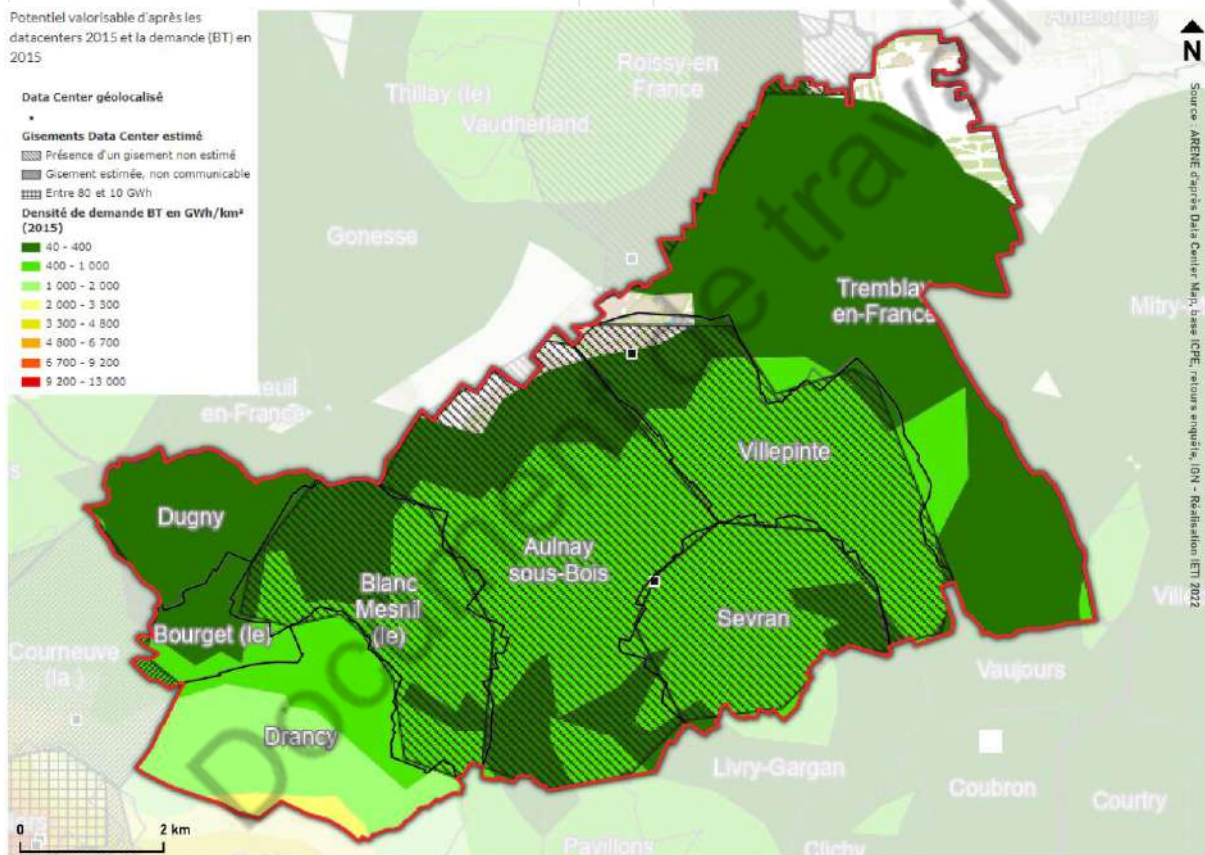 Potentiel valorisable d'après les
datacenters 2015 et la demande (BT) en
2015
Data Center géolocalisé
Gisements Data Center estimé
Présence d'un gisement non estimé
Gisement estimée, non communicable
Entre 80 et 10 GWh
Densité de demande BT en GWh/km²
(2015)
40 - 400
400 - 1 000
1 000 - 2 000
2 000 - 3 300
3 300 - 4 800
4 800 - 6 700
6 700 - 9 200
9 200 - 13 000
N
Source : ARENE d'après Data Center Map, base ICPE, retours enquête, IGN - Réalisation IETI 2022
Document de travail
Roissy-en
France
Thillay (le)
Vaudherland
Gonesse
Tremblay
en-France
en-France
Villepinte
Dugny
Aulnay
sous-Bois
Blanc
Mesnil
(le)
Sevran
Bourget (le)
Courneuve
(la )
Vaujours
Drancy
Livry-Gargan
Coubron
Courtry
Pavillons
Clichy
0 2 km